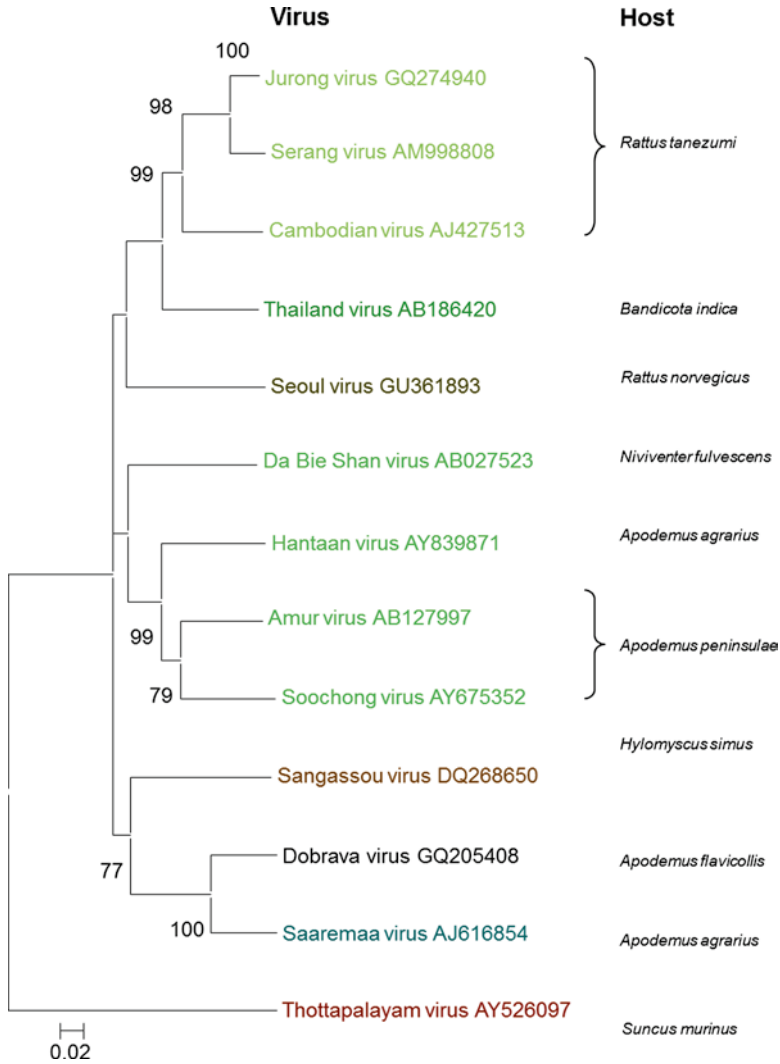 Virus Host
100
Jurong virus GQ274940
98
Rattus tanezumi
Serang virus AM998808
99
Cambodian virus AJ427513
Thailand virus AB186420 Bandicota indica
Seoul virus GU361893 Rattus norvegicus
Da Bie Shan virus AB027523 Niviventer fulvescens
Hantaan virus AY839871 Apodemus agrarius
Amur virus AB127997
99 Apodemus peninsulae
79 Soochong virus AY675352
Hylomyscus simus
Sangassou virus DQ268650
Dobrava virus GQ205408 Apodemus flavicollis
77
100 Saaremaa virus AJ616854 Apodemus agrarius
Thottapalayam virus AY526097 Suncus murinus
0.02